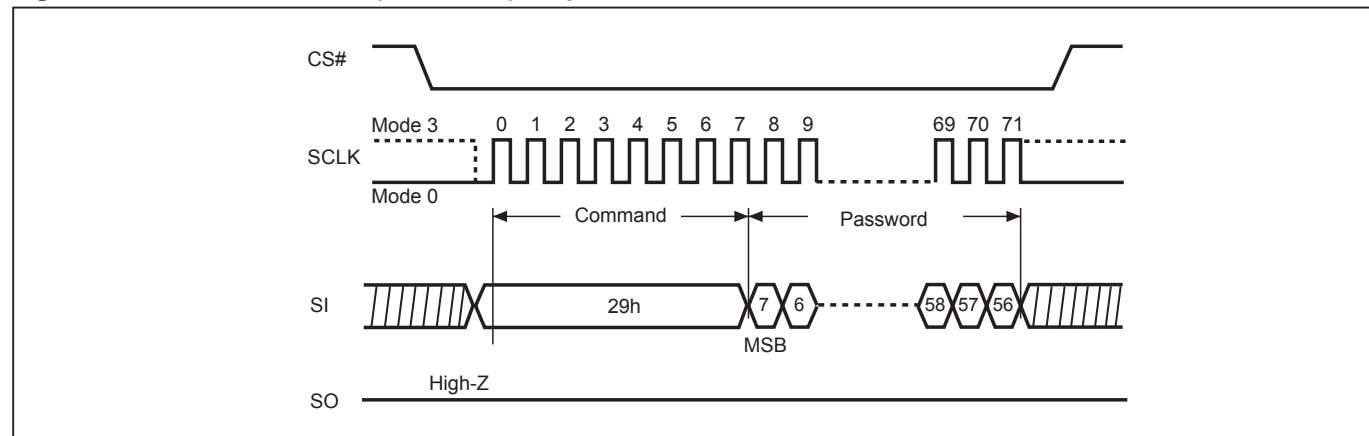 CS#
Mode 3
0 1 2 3 4 5 6 7 8 9 69 70 71
SCLK
Mode 0
Command Password
SI 29h 7 6 58 57 56
MSB
High-Z
SO